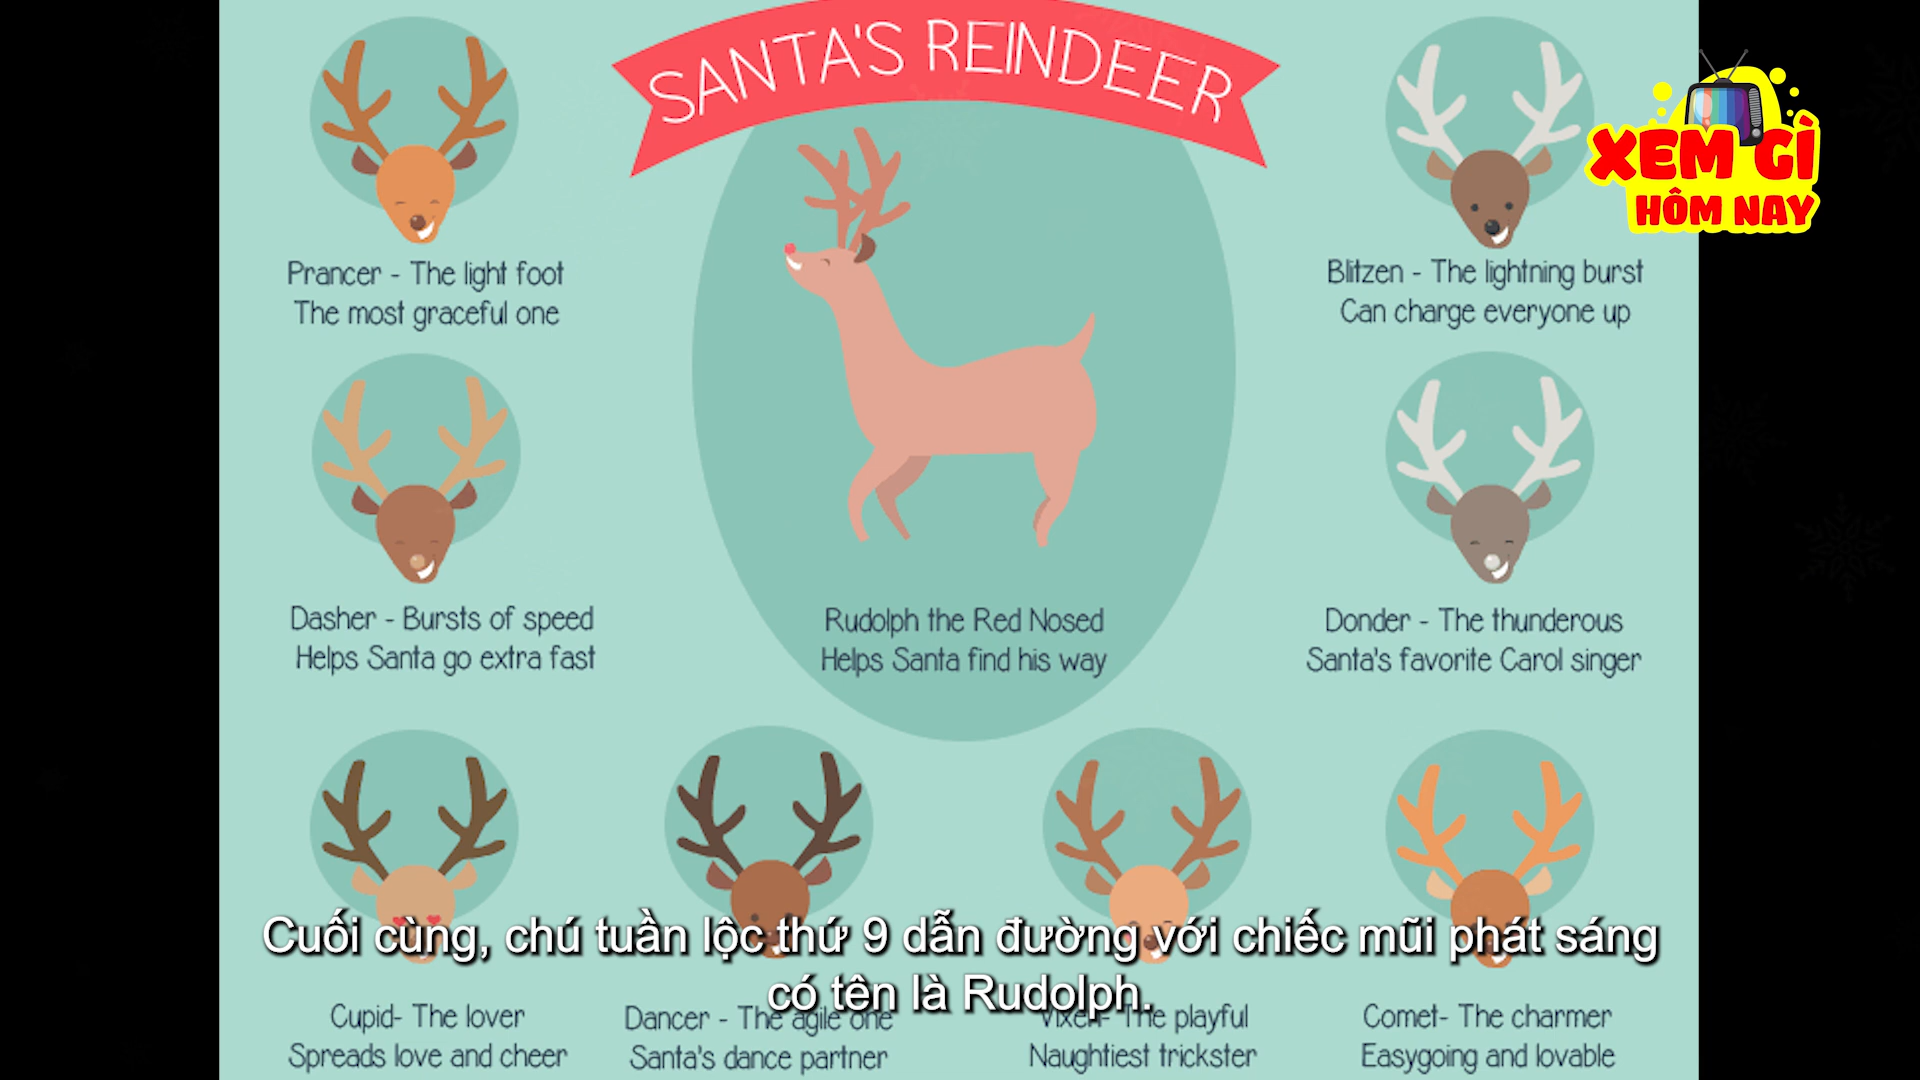 SANTA'S REINDEER
XEM GÌ
HÔM NAY
Prancer - The light foot
The most graceful one
Blitzen - The lightning burst
Can charge everyone up
Dasher - Bursts of speed
Helps Santa go extra fast
Rudolph the Red Nosed
Helps Santa find his way
Donder - The thunderous
Santa's favorite Carol singer
Cuối cùng, chú tuần lộc thứ 9 dẫn đường với chiếc mũi phát sáng
có tên là Rudolph.
Cupid- The lover
Spreads love and cheer
Dancer - The agile one
Santa's dance partner
Vixen - The playful
Naughtiest trickster
Comet- The charmer
Easygoing and lovable